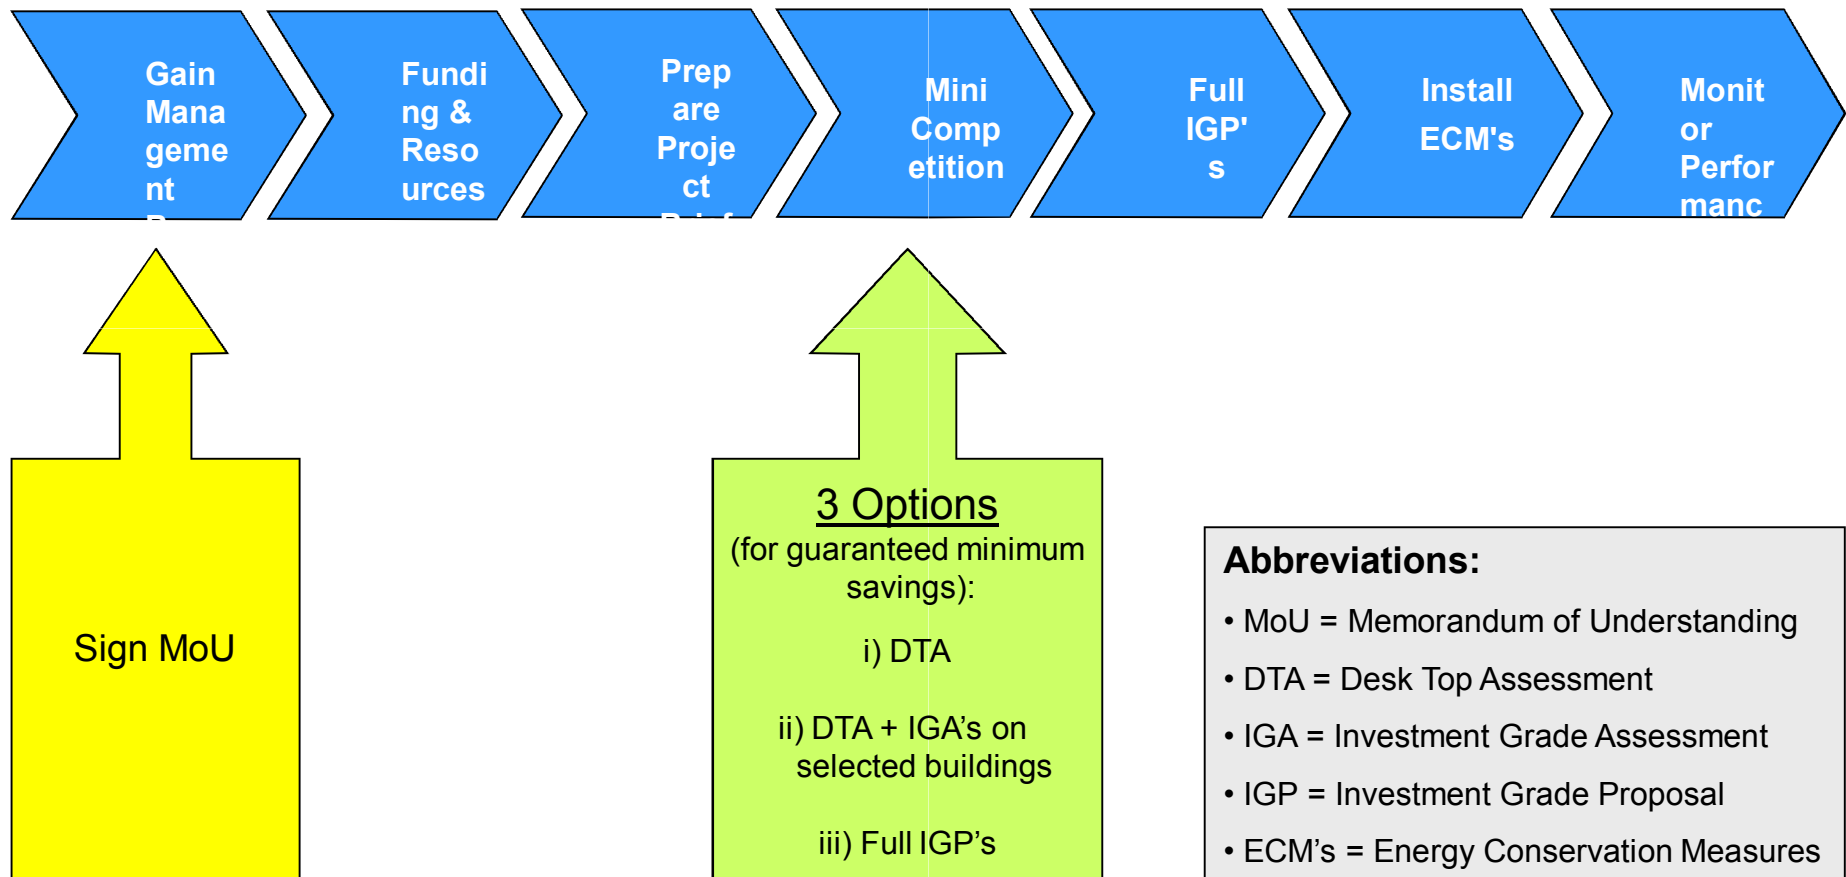 Gain
Mana
geme
nt
Fundi
ng &
Reso
urces
Prep
are
Proje
ct
Brief
Mini
Comp
etition
Full
IGP'
s
Install
ECM's
Monit
or
Perfor
manc
Sign MoU
3 Options
(for guaranteed minimum
savings):
i) DTA
ii) DTA + IGA’s on
selected buildings
iii) Full IGP’s
Abbreviations:
• MoU = Memorandum of Understanding
• DTA = Desk Top Assessment
• IGA = Investment Grade Assessment
• IGP = Investment Grade Proposal
• ECM’s = Energy Conservation Measures